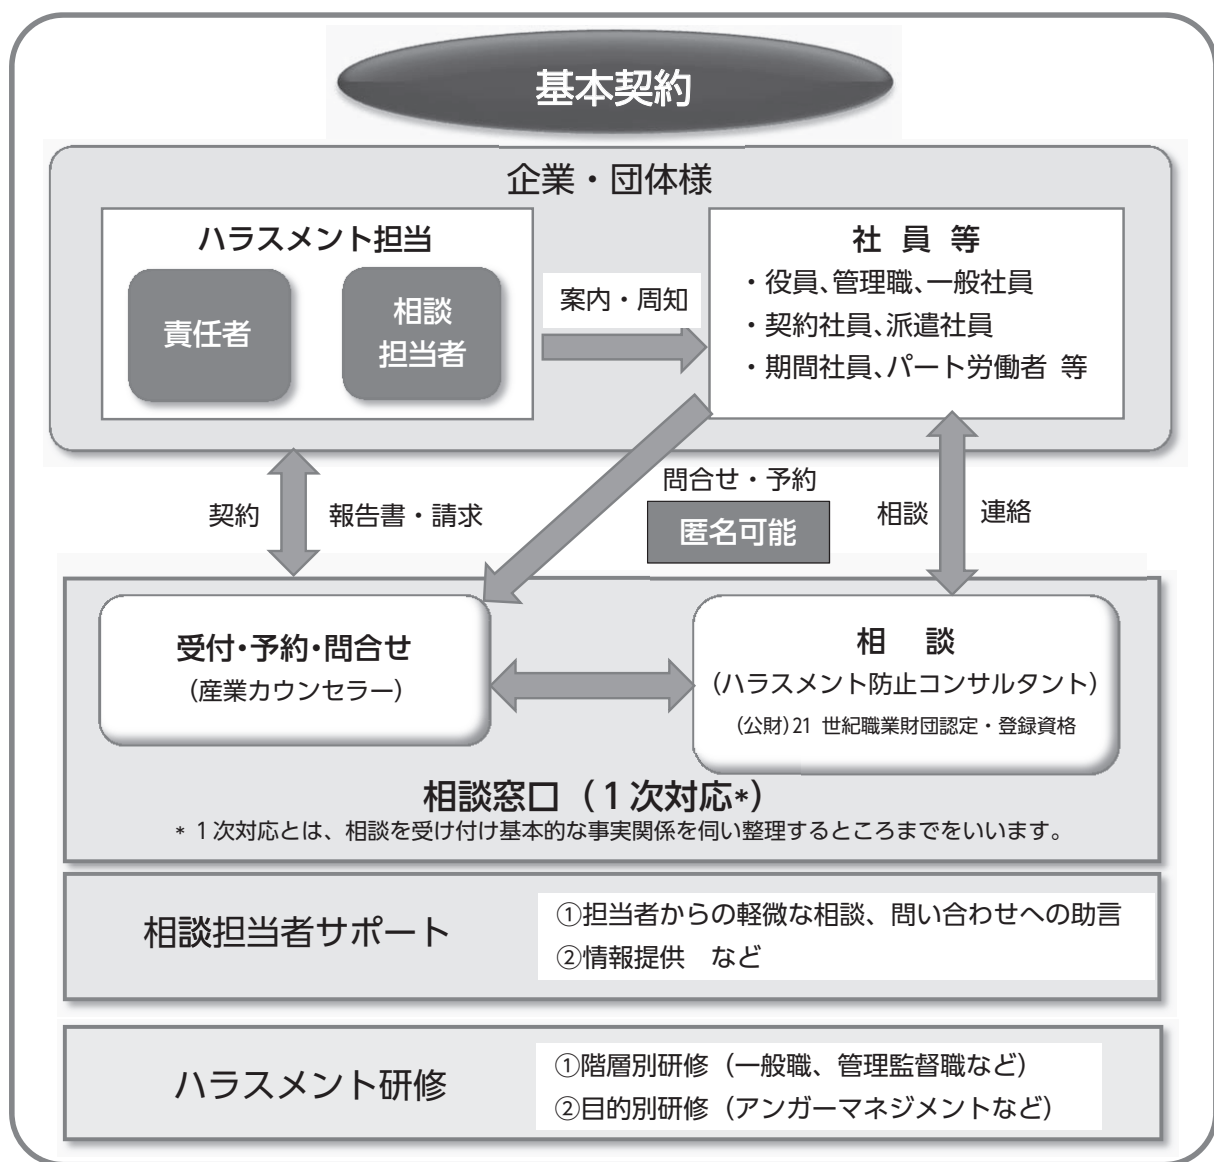 基本契約
企業・団体様
ハラスメント担当
責任者
相談
担当者
案内・周知
社 員 等
・役員、管理職、一般社員
・契約社員、派遣社員
・期間社員、パート労働者 等
契約
報告書・請求
問合せ・予約
匿名可能
相談
連絡
受付・予約・問合せ
（産業カウンセラー）
相 談
（ハラスメント防止コンサルタント）
（公財）21 世紀職業財団認定・登録資格
相談窓口（１次対応*）
* １次対応とは、相談を受け付け基本的な事実関係を伺い整理するところまでをいいます。
相談担当者サポート
①担当者からの軽微な相談、問い合わせへの助言
②情報提供　など
ハラスメント研修
①階層別研修（一般職、管理監督職など）
②目的別研修（アンガーマネジメントなど）